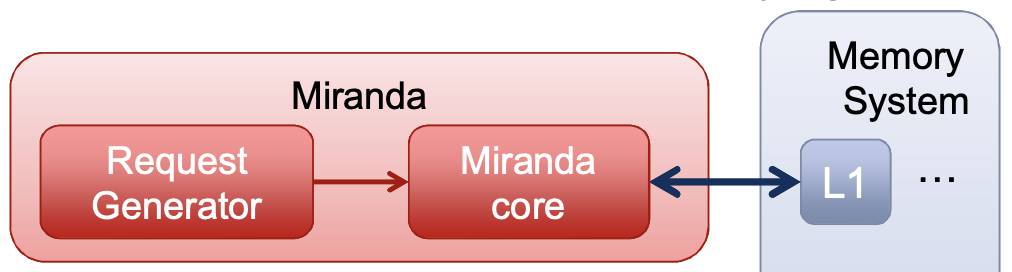 Miranda
Request
Generator
Miranda
core
Memory
System
L1
...